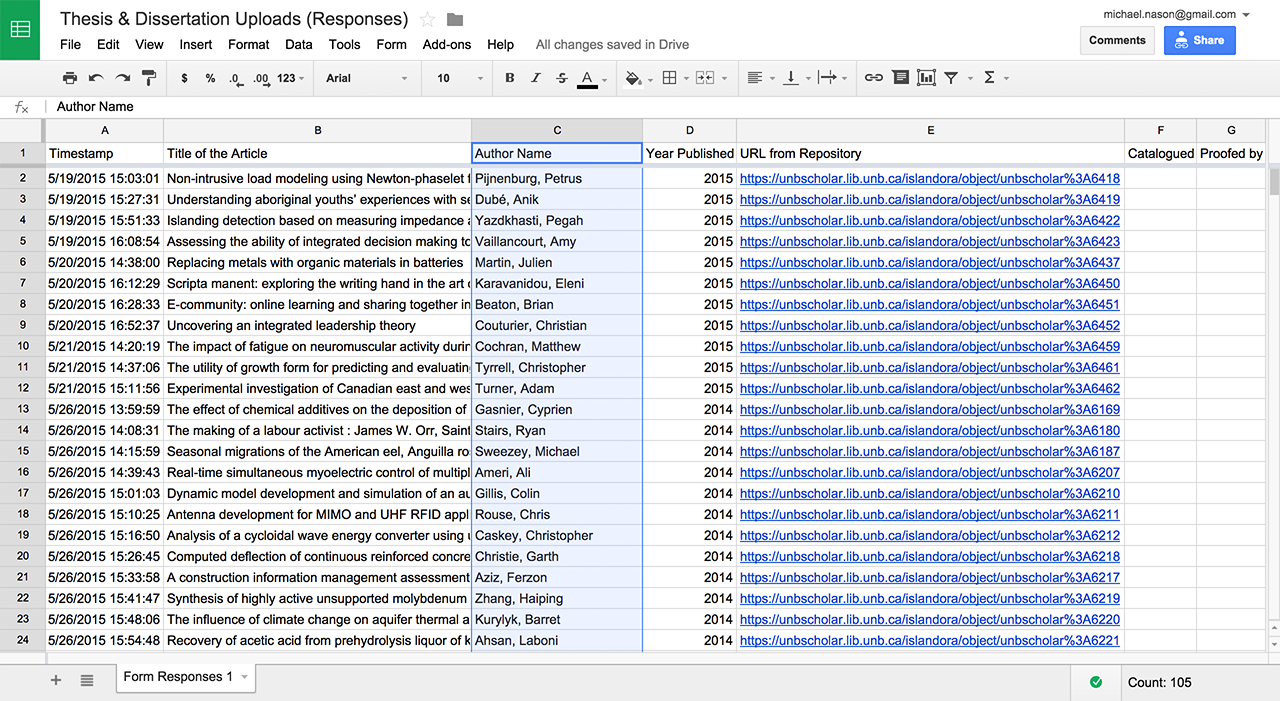 Thesis & Dissertation Uploads (Responses)
michael.nason@gmail.com
File Edit View Insert Format Data Tools Form Add-ons Help All changes saved in Drive
Comments Share
$ % .0 .00 123 Arial 10 B I S A Σ
fx Author Name
A B C D E F G
1 Timestamp Title of the Article Author Name Year Published URL from Repository Catalogued Proofed by
2 5/19/2015 15:03:01 Non-intrusive load modeling using Newton-phaselet Pijnenburg, Petrus 2015 https://unbscholar.lib.unb.ca/islandora/object/unbscholar%3A6418
3 5/19/2015 15:27:31 Understanding aboriginal youths' experiences with se Dubé, Anik 2015 https://unbscholar.lib.unb.ca/islandora/object/unbscholar%3A6419
4 5/19/2015 15:51:33 Islanding detection based on measuring impedance a Yazdkhasti, Pegah 2015 https://unbscholar.lib.unb.ca/islandora/object/unbscholar%3A6422
5 5/19/2015 16:08:54 Assessing the ability of integrated decision making to Vaillancourt, Amy 2015 https://unbscholar.lib.unb.ca/islandora/object/unbscholar%3A6423
6 5/20/2015 14:38:00 Replacing metals with organic materials in batteries Martin, Julien 2015 https://unbscholar.lib.unb.ca/islandora/object/unbscholar%3A6437
7 5/20/2015 16:12:29 Scripta manent: exploring the writing hand in the art Karavanidou, Eleni 2015 https://unbscholar.lib.unb.ca/islandora/object/unbscholar%3A6450
8 5/20/2015 16:28:33 E-community: online learning and sharing together in Beaton, Brian 2015 https://unbscholar.lib.unb.ca/islandora/object/unbscholar%3A6451
9 5/20/2015 16:52:37 Uncovering an integrated leadership theory Couturier, Christian 2015 https://unbscholar.lib.unb.ca/islandora/object/unbscholar%3A6452
10 5/21/2015 14:20:19 The impact of fatigue on neuromuscular activity durin Cochran, Matthew 2015 https://unbscholar.lib.unb.ca/islandora/object/unbscholar%3A6459
11 5/21/2015 14:37:06 The utility of growth form for predicting and evaluating Tyrrell, Christopher 2015 https://unbscholar.lib.unb.ca/islandora/object/unbscholar%3A6461
12 5/21/2015 15:11:56 Experimental investigation of Canadian east and wes Turner, Adam 2015 https://unbscholar.lib.unb.ca/islandora/object/unbscholar%3A6462
13 5/26/2015 13:59:59 The effect of chemical additives on the deposition of Gasnier, Cyprien 2014 https://unbscholar.lib.unb.ca/islandora/object/unbscholar%3A6169
14 5/26/2015 14:08:31 The making of a labour activist : James W. Orr, Saint Stairs, Ryan 2014 https://unbscholar.lib.unb.ca/islandora/object/unbscholar%3A6180
15 5/26/2015 14:15:59 Seasonal migrations of the American eel, Anguilla ro Sweezey, Michael 2014 https://unbscholar.lib.unb.ca/islandora/object/unbscholar%3A6187
16 5/26/2015 14:39:43 Real-time simultaneous myoelectric control of multipl Ameri, Ali 2014 https://unbscholar.lib.unb.ca/islandora/object/unbscholar%3A6207
17 5/26/2015 15:01:03 Dynamic model development and simulation of an au Gillis, Colin 2014 https://unbscholar.lib.unb.ca/islandora/object/unbscholar%3A6210
18 5/26/2015 15:10:25 Antenna development for MIMO and UHF RFID appl Rouse, Chris 2014 https://unbscholar.lib.unb.ca/islandora/object/unbscholar%3A6211
19 5/26/2015 15:16:50 Analysis of a cycloidal wave energy converter using Caskey, Christopher 2014 https://unbscholar.lib.unb.ca/islandora/object/unbscholar%3A6212
20 5/26/2015 15:26:45 Computed deflection of continuous reinforced concre Christie, Garth 2014 https://unbscholar.lib.unb.ca/islandora/object/unbscholar%3A6218
21 5/26/2015 15:33:58 A construction information management assessment Aziz, Ferzon 2014 https://unbscholar.lib.unb.ca/islandora/object/unbscholar%3A6217
22 5/26/2015 15:41:47 Synthesis of highly active unsupported molybdenum Zhang, Haiping 2014 https://unbscholar.lib.unb.ca/islandora/object/unbscholar%3A6219
23 5/26/2015 15:48:06 The influence of climate change on aquifer thermal a Kurylyk, Barret 2014 https://unbscholar.lib.unb.ca/islandora/object/unbscholar%3A6220
24 5/26/2015 15:54:48 Recovery of acetic acid from prehydrolysis liquor of k Ahsan, Laboni 2014 https://unbscholar.lib.unb.ca/islandora/object/unbscholar%3A6221
Form Responses 1 Count: 105